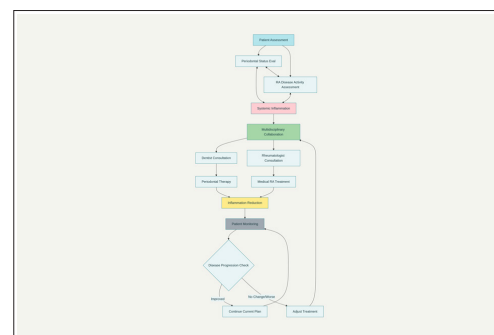 Patient Assessment
Periodontal Status Eval
RA Disease Activity
Assessment
Systemic Inflammation
Multidisciplinary
Collaboration
Dentist Consultation
Rheumatologist
Consultation
Periodontal Therapy
Medical RA Treatment
Inflammation Reduction
Patient Monitoring
Disease Progression Check
Improved
No Change/Worse
Continue Current Plan
Adjust Treatment